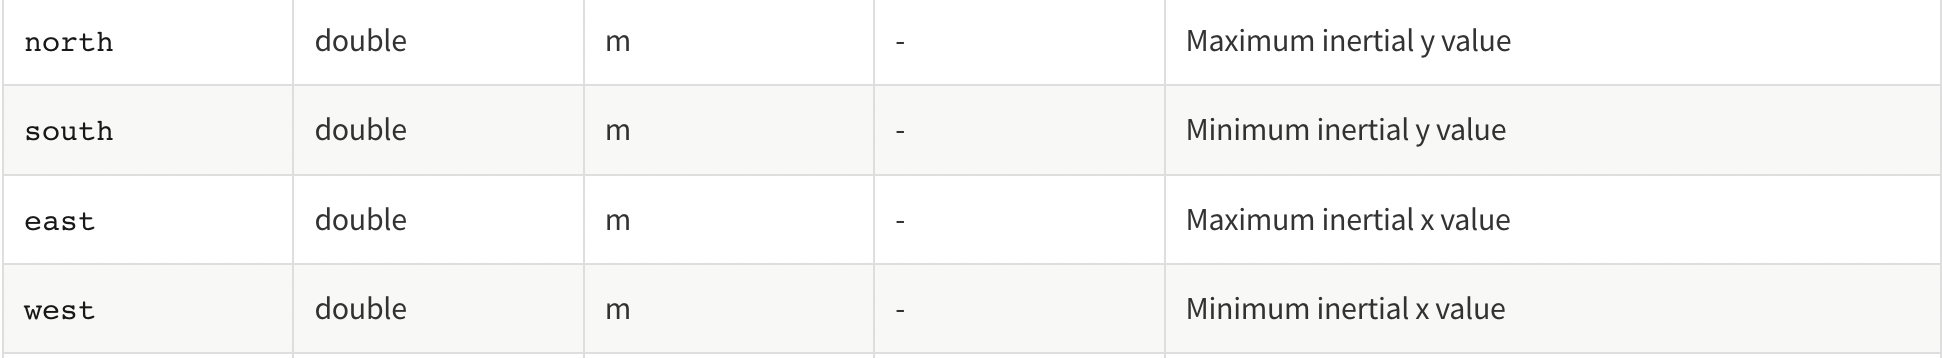 north double m - Maximum inertial y value
south double m - Minimum inertial y value
east double m - Maximum inertial x value
west double m - Minimum inertial x value